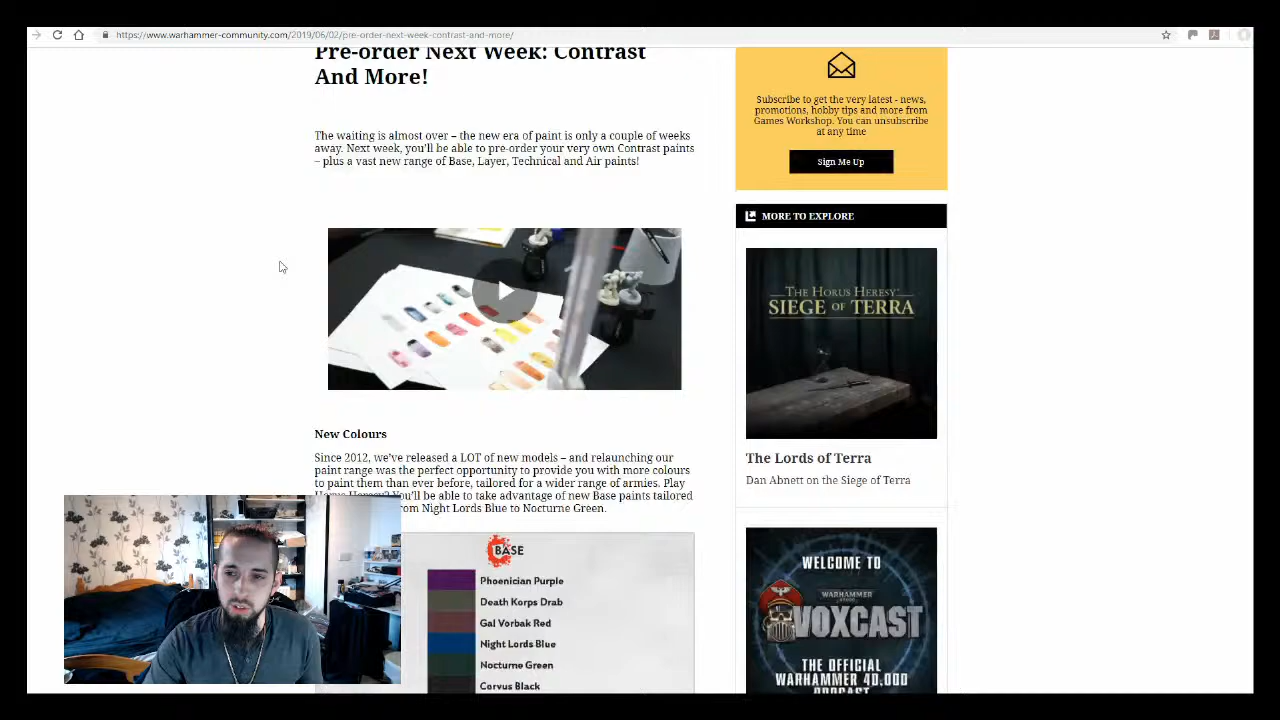 https://www.warhammer-community.com/2019/06/02/pre-order-next-week-contrast-and-more/
Pre-order Next Week: Contrast
And More!
The waiting is almost over – the new era of paint is only a couple of weeks
away. Next week, you'll be able to pre-order your very own Contrast paints
– plus a vast new range of Base, Layer, Technical and Air paints!
New Colours
Since 2012, we've released a LOT of new models – and relaunching our
paint range was the perfect opportunity to provide you with more colours
to paint them than ever before, tailored for a wider range of armies. Play
Horus Heresy? You'll be able to take advantage of new Base paints tailored
from Night Lords Blue to Nocturne Green.
BASE
Phoenician Purple
Death Korps Drab
Gal Vorbak Red
Night Lords Blue
Nocturne Green
Corvus Black
Subscribe to get the very latest - news,
promotions, hobby tips and more from
Games Workshop. You can unsubscribe
at any time
Sign Me Up
MORE TO EXPLORE
THE HORUS HERESY
SIEGE OF TERRA
The Lords of Terra
Dan Abnett on the Siege of Terra
WELCOME TO
WARHAMMER
40,000
VOXCAST
THE OFFICIAL
WARHAMMER 40,000
PODCAST